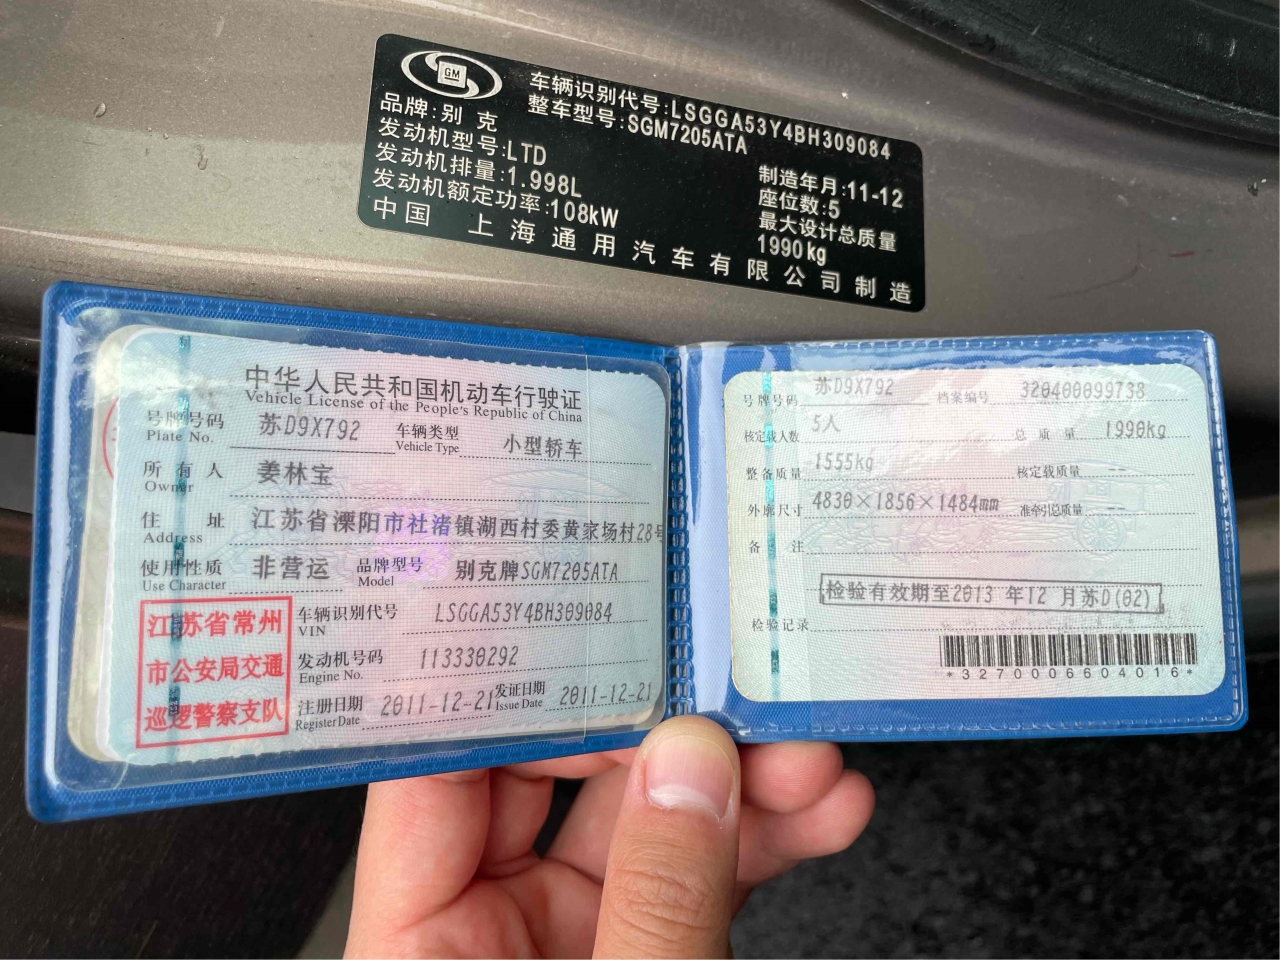 GM
车辆识别代号:LSGGA53Y4BH309084
整车型号:SGM7205ATA
品牌:别 克
发动机型号:LTD
发动机排量:1.998L
发动机额定功率:108kW
制造年月:11-12
座位数:5
最大设计总质量
1990kg
中国 上海通用汽车有限公司制造
中华人民共和国机动车行驶证
Vehicle License of the People's Republic of China
号牌号码 苏D9X792 车辆类型 小型轿车
Plate No. Vehicle Type
所有人 姜林宝
Owner
住址 江苏省溧阳市社渚镇湖西村委黄家场村28号
Address
使用性质 非营运 品牌型号 别克牌SGM7205ATA
Use Character Model
江苏省常州
市公安局交通
巡逻警察支队
车辆识别代号 LSGGA53Y4BH309084
VIN
发动机号码 113330292
Engine No.
注册日期 2011-12-21 发证日期 2011-12-21
Register Date Issue Date
号牌号码 苏D9X792 档案编号 320400099738
核定载人数 5人 总质量 1990kg
整备质量 1555kg 核定载质量 --
外廓尺寸 4830×1856×1484mm 准牵引总质量 --
备注
检验有效期至2013 年12 月苏D(02)
检验记录
*3270006604016*